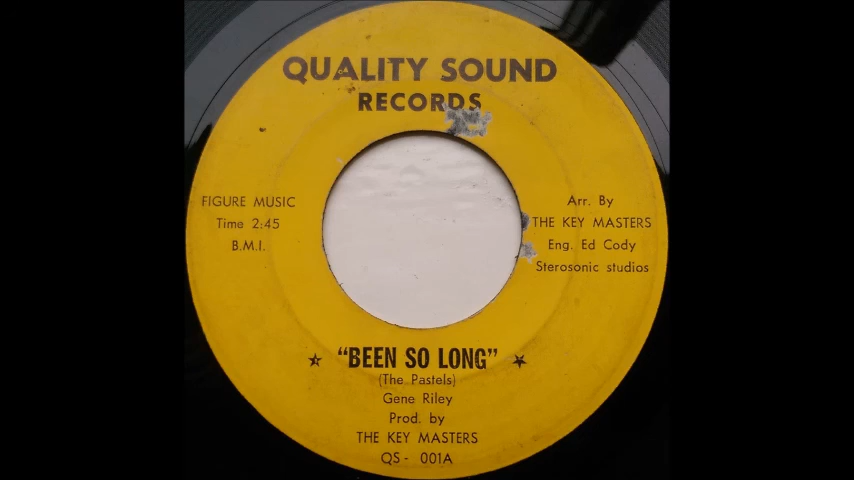 QUALITY SOUND
RECORDS
FIGURE MUSIC
Time 2:45
B.M.I.
Arr. By
THE KEY MASTERS
Eng. Ed Cody
Sterosonic studios
"BEEN SO LONG"
(The Pastels)
Gene Riley
Prod. by
THE KEY MASTERS
QS - 001A